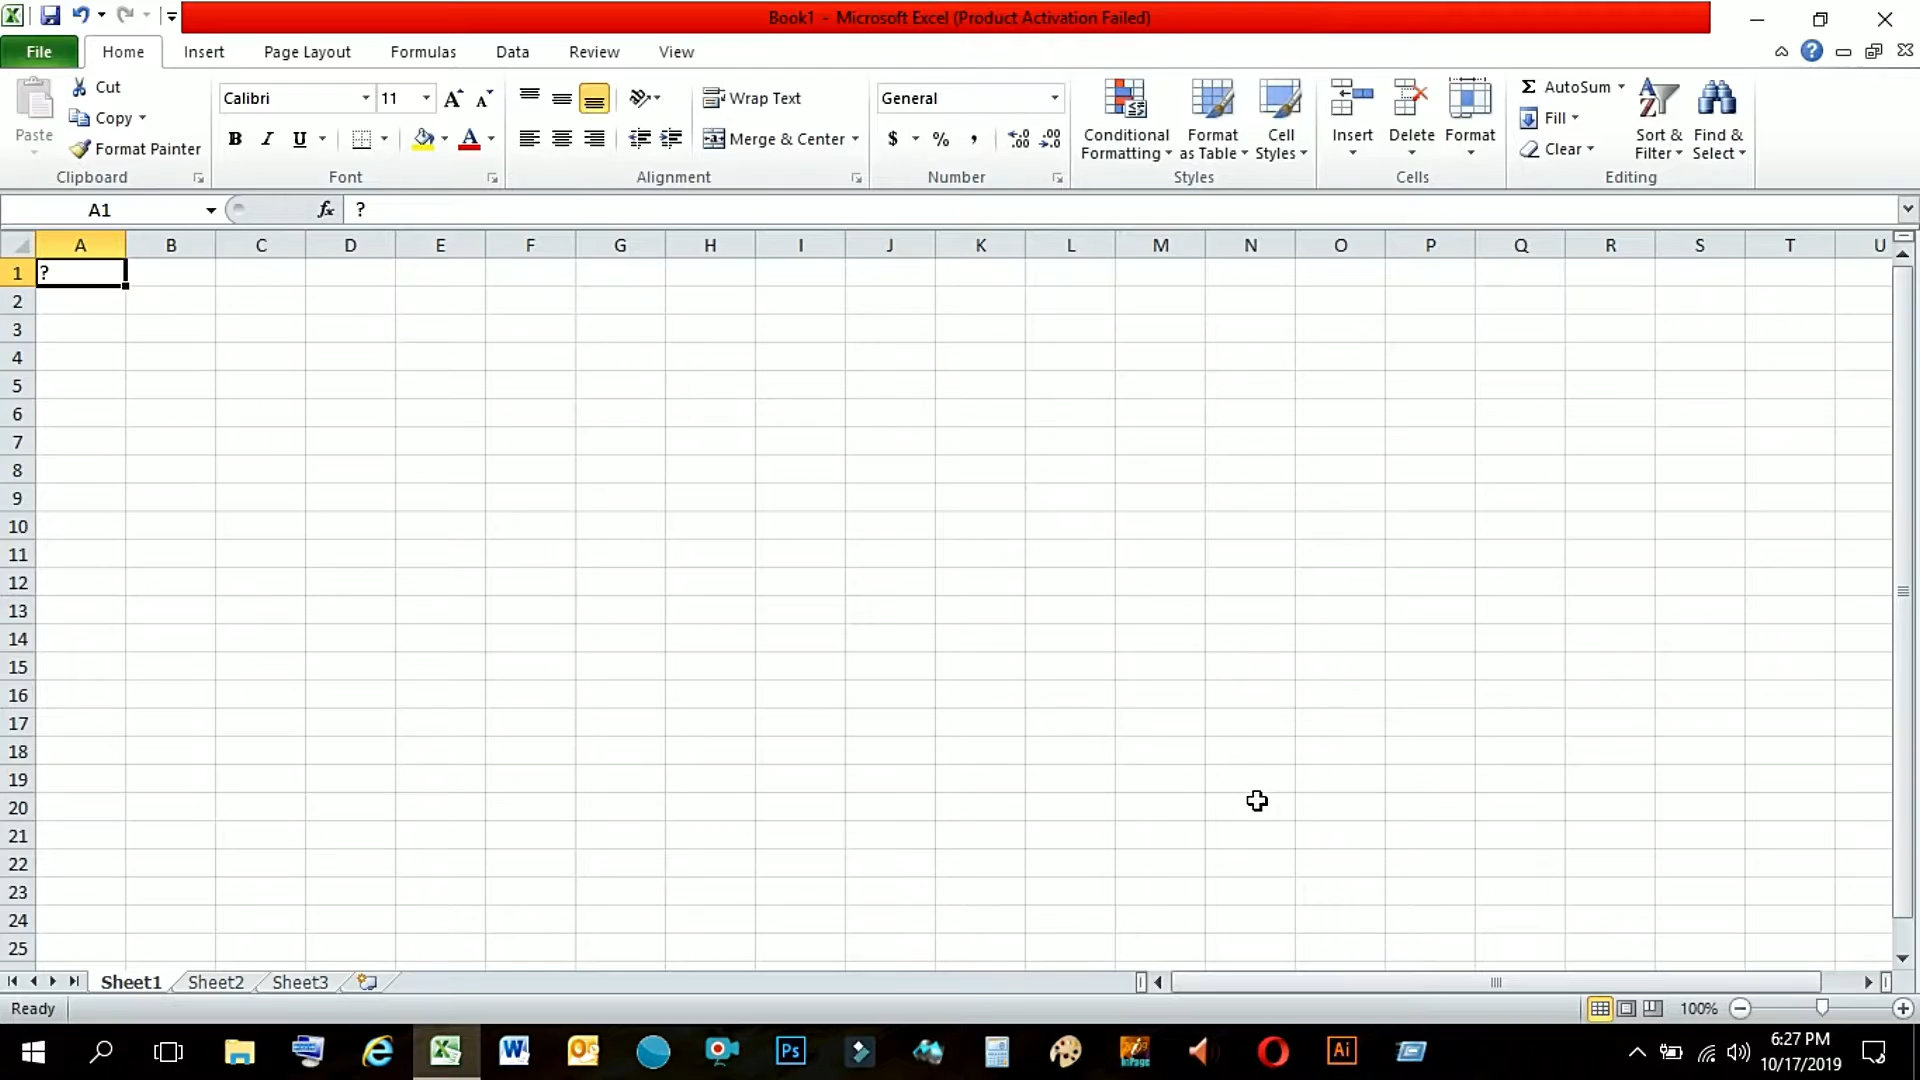 Book1 - Microsoft Excel (Product Activation Failed)
File Home Insert Page Layout Formulas Data Review View
Paste
Cut
Copy
Format Painter
Clipboard
Calibri 11
B I U
Font
Wrap Text
Merge & Center
Alignment
General
$ % ,
Number
Conditional Formatting
Format as Table
Cell Styles
Styles
Insert Delete Format
Cells
Σ AutoSum
Fill
Clear
Sort & Filter
Find & Select
Editing
A1 fx ?
A B C D E F G H I J K L M N O P Q R S T U
1 ?
2
3
4
5
6
7
8
9
10
11
12
13
14
15
16
17
18
19
20
21
22
23
24
25
Sheet1 Sheet2 Sheet3
Ready 100%
Ps Ai
6:27 PM
10/17/2019